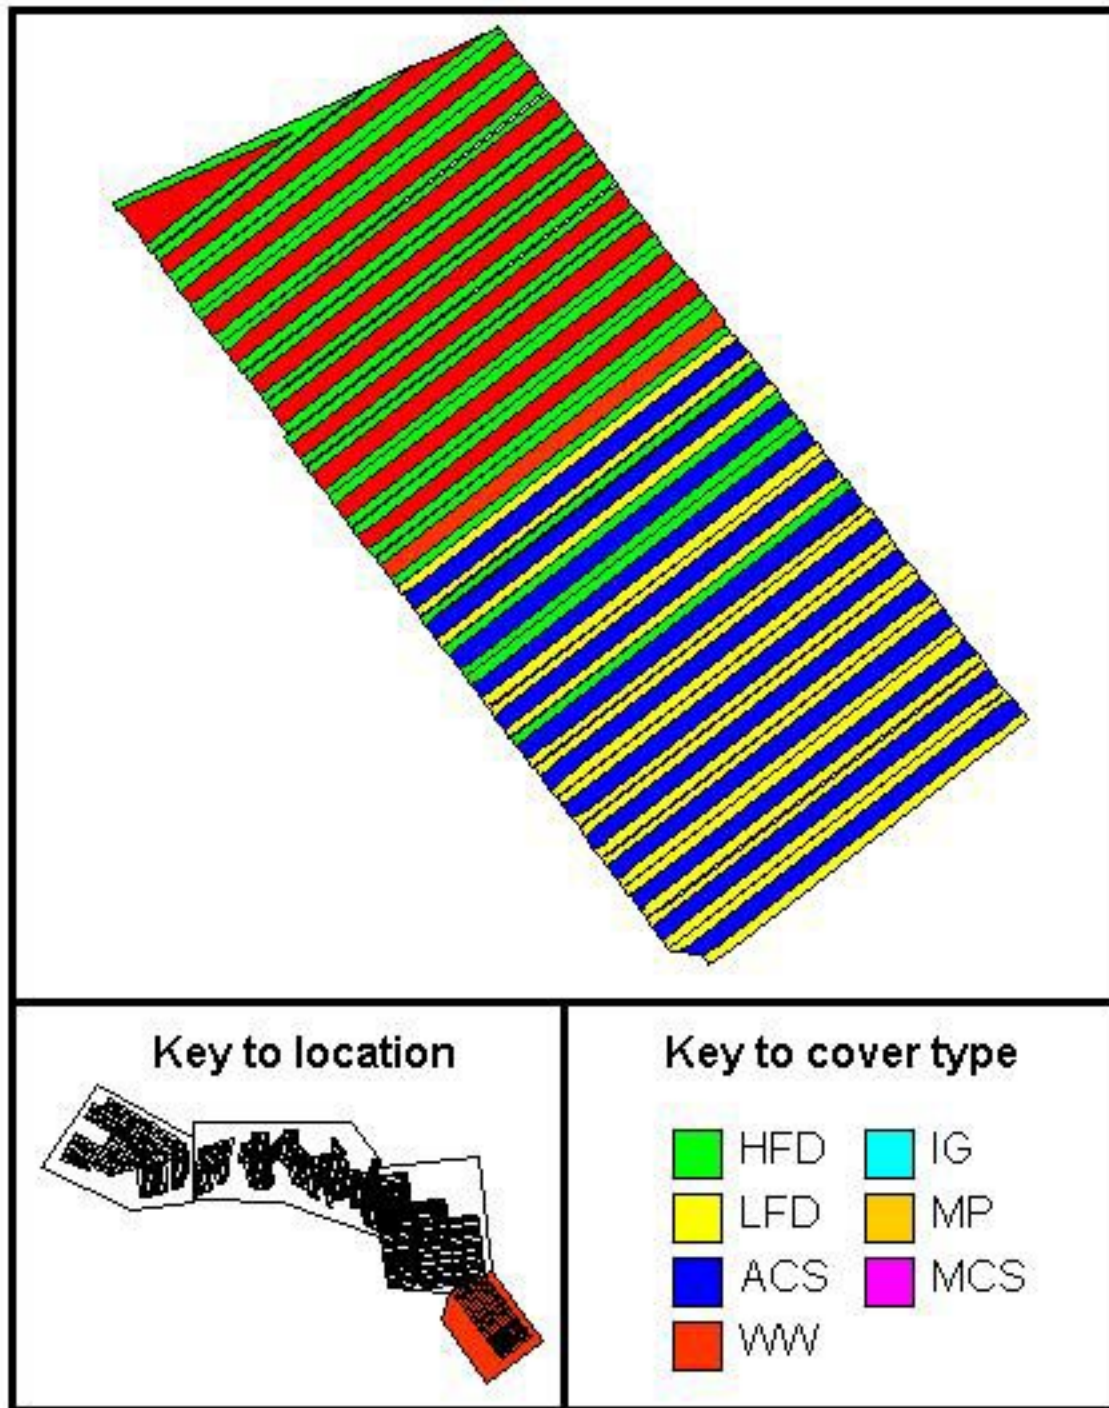 Key to location
Key to cover type
HFD
IG
LFD
MP
ACS
MCS
WW